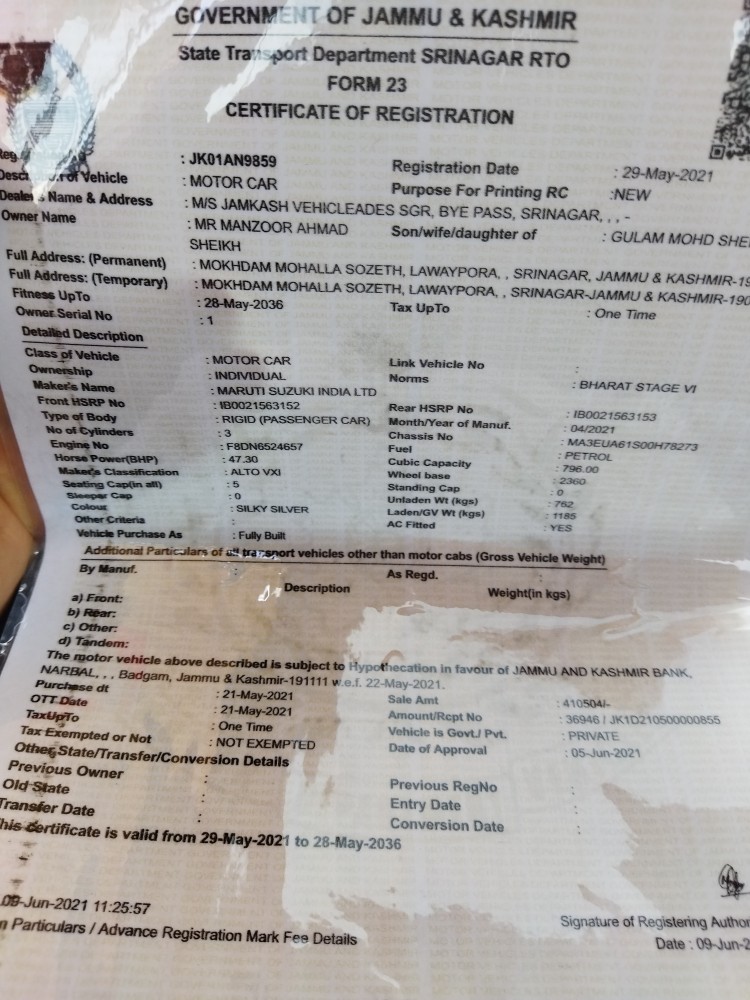 GOVERNMENT OF JAMMU & KASHMIR
State Transport Department SRINAGAR RTO
FORM 23
CERTIFICATE OF REGISTRATION
: JK01AN9859 Registration Date : 29-May-2021
of Vehicle : MOTOR CAR Purpose For Printing RC :NEW
Name & Address : M/S JAMKASH VEHICLEADES SGR, BYE PASS, SRINAGAR, , , -
Owner Name : MR MANZOOR AHMAD SHEIKH Son/wife/daughter of : GULAM MOHD SHE
Full Address: (Permanent) : MOKHDAM MOHALLA SOZETH, LAWAYPORA, , SRINAGAR, JAMMU & KASHMIR-19
Full Address: (Temporary) : MOKHDAM MOHALLA SOZETH, LAWAYPORA, , SRINAGAR-JAMMU & KASHMIR-190
Fitness UpTo : 28-May-2036 Tax UpTo : One Time
Owner Serial No : 1
Detailed Description
Class of Vehicle : MOTOR CAR Link Vehicle No :
Ownership : INDIVIDUAL Norms : BHARAT STAGE VI
Maker's Name : MARUTI SUZUKI INDIA LTD
Front HSRP No : IB0021563152 Rear HSRP No : IB0021563153
Type of Body : RIGID (PASSENGER CAR) Month/Year of Manuf. : 04/2021
No of Cylinders : 3 Chassis No : MA3EUA61S00H78273
Engine No : F8DN6524657 Fuel : PETROL
Horse Power(BHP) : 47.30 Cubic Capacity : 796.00
Maker's Classification : ALTO VXI Wheel base : 2360
Seating Cap(in all) : 5 Standing Cap : 0
Sleeper Cap : 0 Unladen Wt (kgs) : 762
Colour : SILKY SILVER Laden/GV Wt (kgs) : 1185
Other Criteria : AC Fitted : YES
Vehicle Purchase As : Fully Built
Additional Particulars of all transport vehicles other than motor cabs (Gross Vehicle Weight)
By Manuf. : As Regd. :
Description Weight(in kgs)
a) Front:
b) Rear:
c) Other:
d) Tandem:
The motor vehicle above described is subject to Hypothecation in favour of JAMMU AND KASHMIR BANK,
NARBAL, , , Badgam, Jammu & Kashmir-191111 w.e.f. 22-May-2021.
Purchase dt : 21-May-2021 Sale Amt : 410504/-
OTT Date : 21-May-2021 Amount/Rcpt No : 36946 / JK1D210500000855
TaxUpTo : One Time Vehicle is Govt./ Pvt. : PRIVATE
Tax Exempted or Not : NOT EXEMPTED Date of Approval : 05-Jun-2021
Other State/Transfer/Conversion Details
Previous Owner : Previous RegNo :
Old State : Entry Date :
Transfer Date : Conversion Date :
his certificate is valid from 29-May-2021 to 28-May-2036
09-Jun-2021 11:25:57
Particulars / Advance Registration Mark Fee Details
Signature of Registering Author
Date : 09-Jun-2